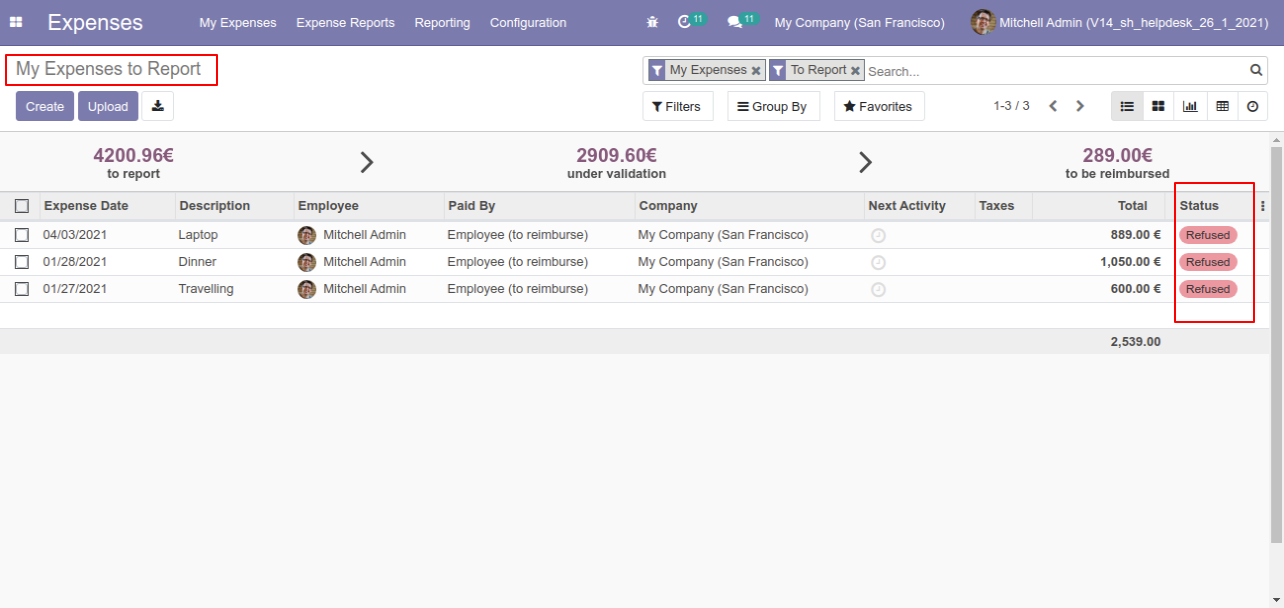 Expenses My Expenses Expense Reports Reporting Configuration 11 11 My Company (San Francisco) Mitchell Admin (V14_sh_helpdesk_26_1_2021)
My Expenses to Report My Expenses To Report Search...
Create Upload Filters Group By Favorites 1-3 / 3
4200.96€ 2909.60€ 289.00€
to report under validation to be reimbursed
Expense Date Description Employee Paid By Company Next Activity Taxes Total Status
04/03/2021 Laptop Mitchell Admin Employee (to reimburse) My Company (San Francisco) 889.00 € Refused
01/28/2021 Dinner Mitchell Admin Employee (to reimburse) My Company (San Francisco) 1,050.00 € Refused
01/27/2021 Travelling Mitchell Admin Employee (to reimburse) My Company (San Francisco) 600.00 € Refused
2,539.00